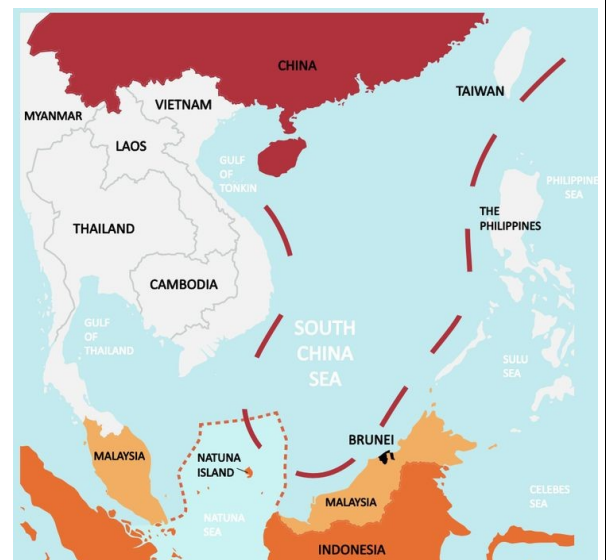 CHINA
TAIWAN
MYANMAR
VIETNAM
LAOS
GULF
OF
TONKIN
PHILIPPINE
SEA
THE
PHILIPPINES
THAILAND
CAMBODIA
GULF
OF
THAILAND
SOUTH
CHINA
SEA
SULU
SEA
BRUNEI
MALAYSIA
NATUNA
ISLAND
MALAYSIA
CELEBES
SEA
NATUNA
SEA
INDONESIA